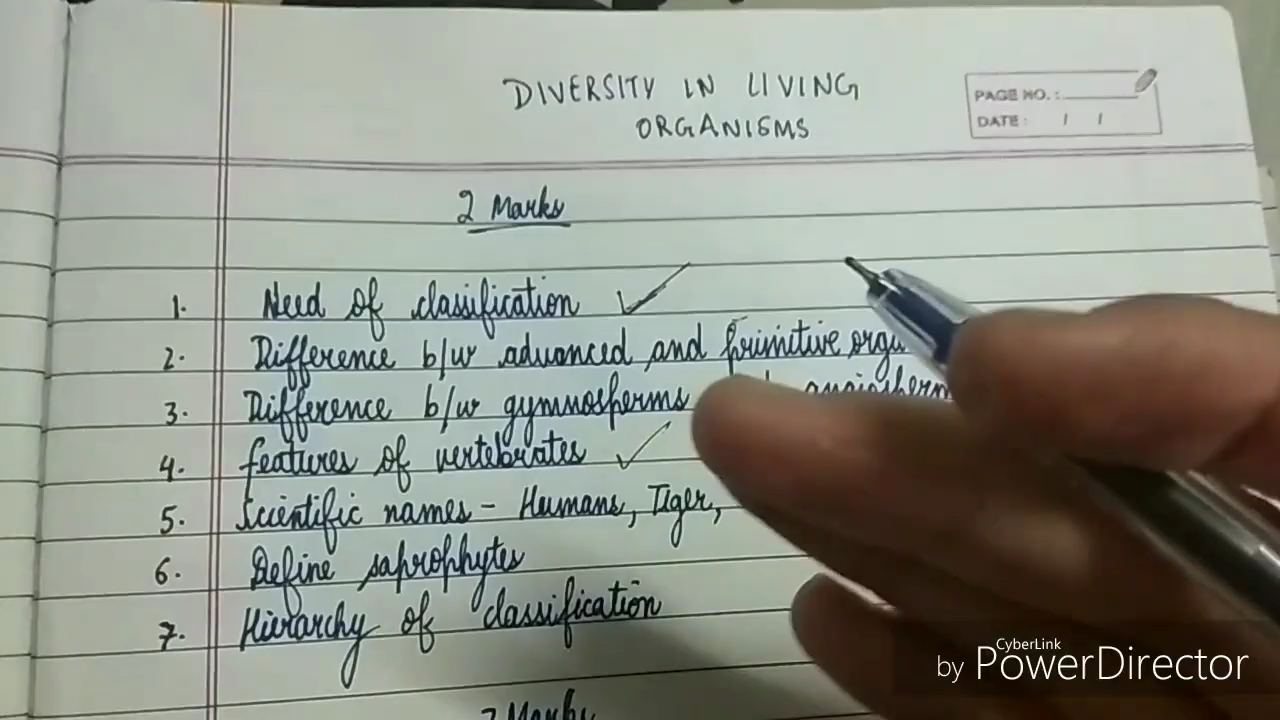 DIVERSITY IN LIVING
ORGANISMS
PAGE NO. :
DATE : / /
2 Marks
1. Need of classification
2. Difference b/w advanced and primitive
3. Difference b/w gymnosperms
4. features of vertebrates
5. Scientific names - Humans, Tiger,
6. Define saprophytes
7. Hierarchy of classification
Marks
CyberLink
by PowerDirector